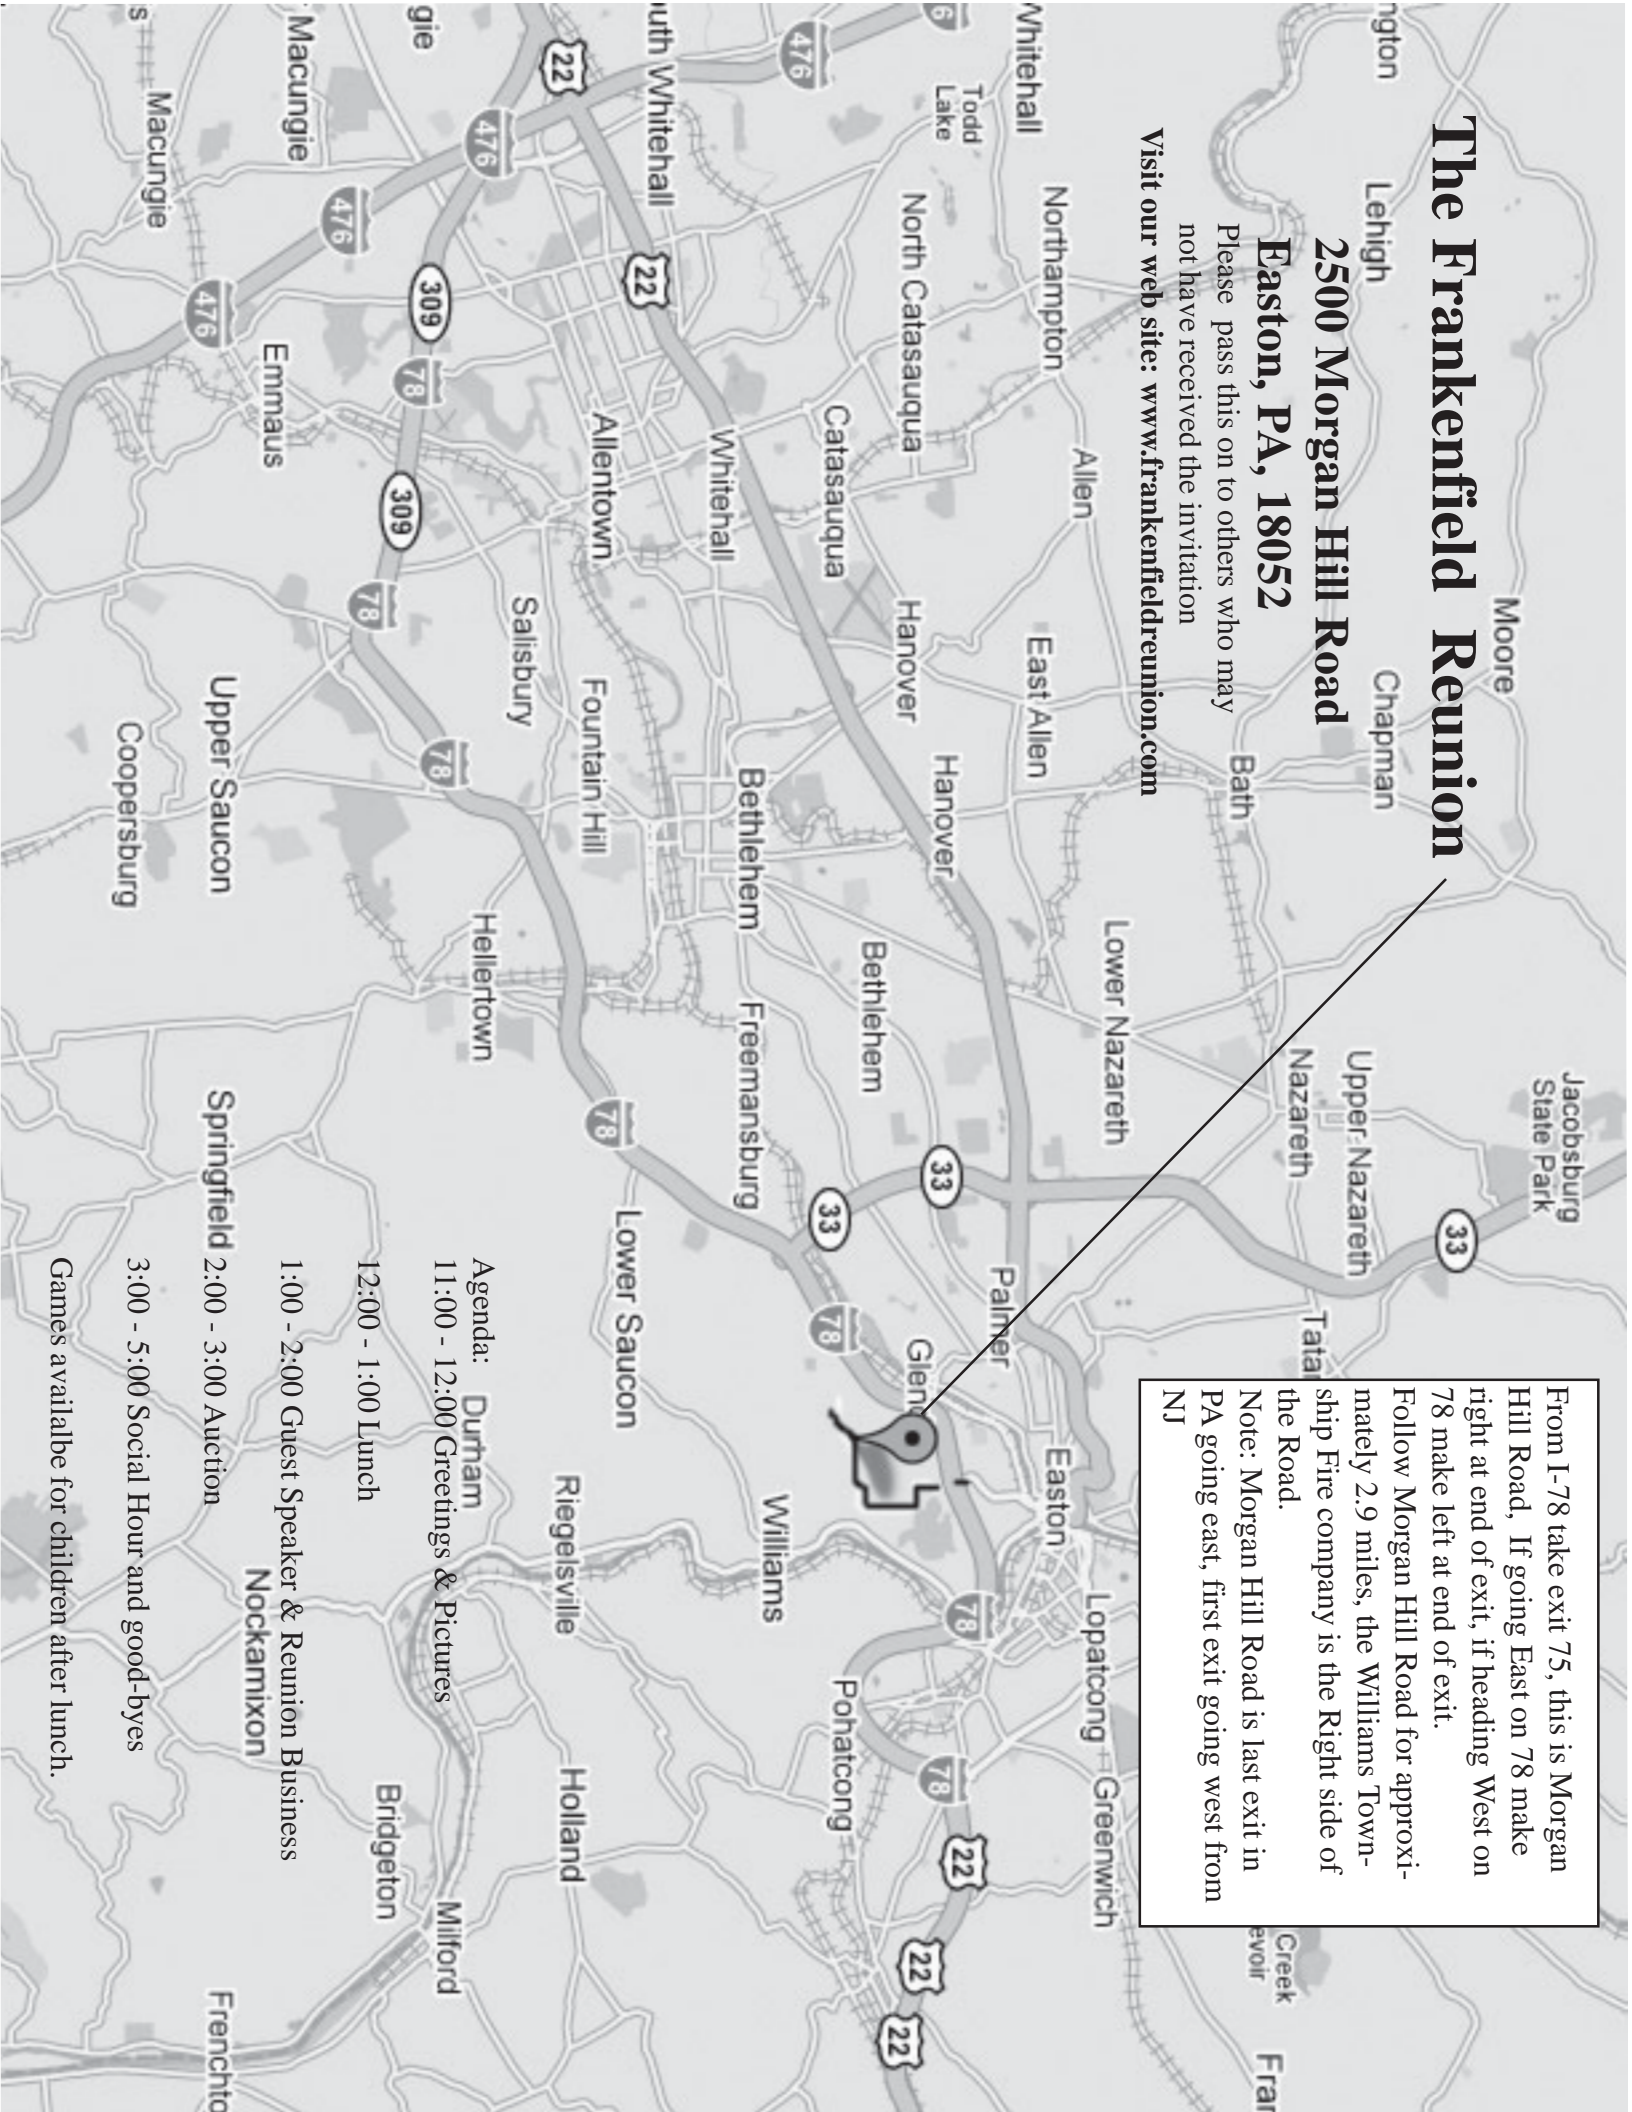 The Frankenfield Reunion
2500 Morgan Hill Road
Easton, PA, 18052
Please pass this on to others who may
not have received the invitation
Visit our web site: www.frankenfieldreunion.com
From I-78 take exit 75, this is Morgan
Hill Road, If going East on 78 make
right at end of exit, if heading West on
78 make left at end of exit.
Follow Morgan Hill Road for approxi-
mately 2.9 miles, the Williams Town-
ship Fire company is the Right side of
the Road.
Note: Morgan Hill Road is last exit in
PA going east, first exit going west from
NJ
Agenda:
11:00 - 12:00 Greetings & Pictures
12:00 - 1:00 Lunch
1:00 - 2:00 Guest Speaker & Reunion Business
2:00 - 3:00 Auction
3:00 - 5:00 Social Hour and good-byes
Games availalbe for children after lunch.
Moore
Jacobsburg
State Park
ngton
Lehigh
Chapman
Upper Nazareth
33
Bath
Nazareth
Tata
Creek
evoir
Fra
Whitehall
Todd
Lake
Northampton
Allen
East Allen
Lower Nazareth
Lopatcong
Greenwich
6
North Catasauqua
Hanover
Hanover
33
Palmer
Easton
78
78
22
22
22
476
Catasauqua
Bethlehem
33
78
Glen
Pohatcong
uth Whitehall
22
Whitehall
Bethlehem
Freemansburg
Williams
22
Allentown
Fountain Hill
78
Lower Saucon
Riegelsville
Holland
476
Salisbury
Hellertown
Durham
Milford
gie
309
78
309
78
78
Bridgeton
476
Macungie
Emmaus
476
Upper Saucon
Springfield
Nockamixon
Frenchto
s
Macungie
Coopersburg